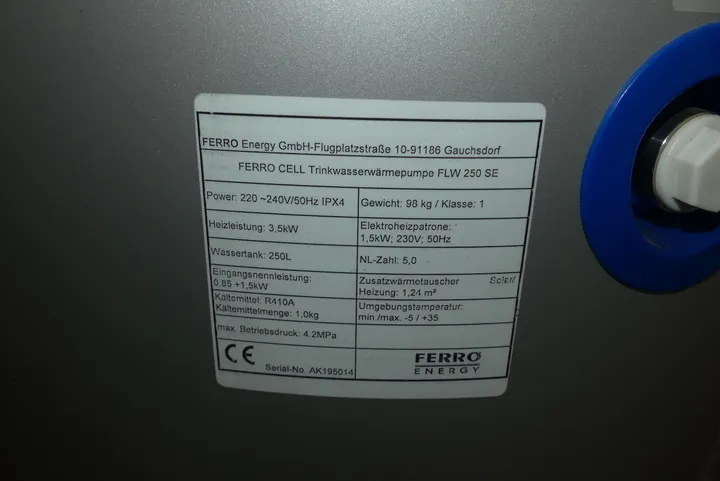 FERRO Energy GmbH-Flugplatzstraße 10-91186 Gauchsdorf
FERRO CELL Trinkwasserwärmepumpe FLW 250 SE
Power: 220 ~240V/50Hz IPX4
Gewicht: 98 kg / Klasse: 1
Heizleistung: 3,5kW
Elektroheizpatrone:
1,5kW; 230V; 50Hz
Wassertank: 250L
NL-Zahl: 5,0
Eingangsnennleistung:
0,85 +1,5kW
Zusatzwärmetauscher Solar/
Heizung: 1,24 m²
Kältemittel: R410A
Kältemittelmenge: 1,0kg
Umgebungstemperatur:
min./max. -5 / +35
max. Betriebsdruck: 4.2MPa
CE
Serial-No. AK195014
FERRO
ENERGY